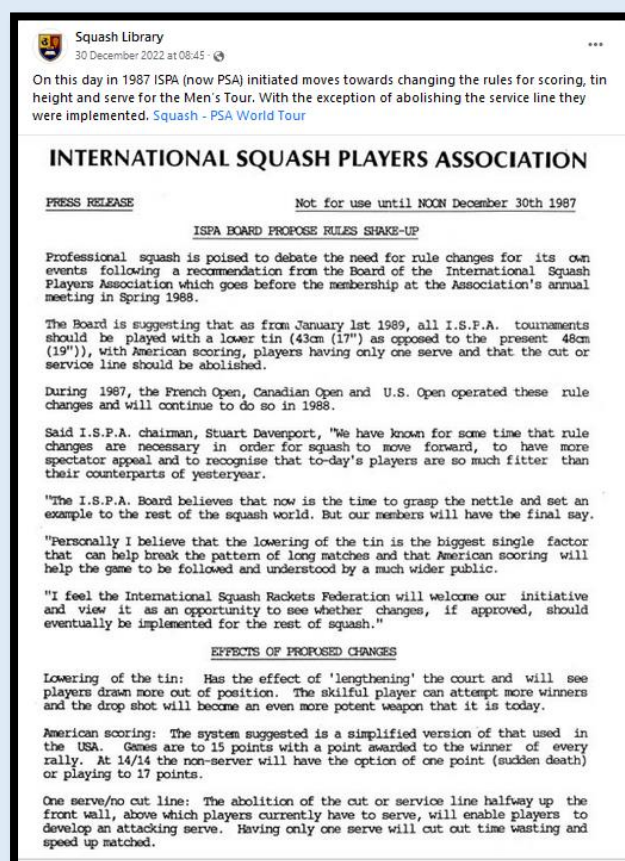 Squash Library
30 December 2022 at 08:45 ·
On this day in 1987 ISPA (now PSA) initiated moves towards changing the rules for scoring, tin
height and serve for the Men's Tour. With the exception of abolishing the service line they
were implemented. Squash - PSA World Tour
INTERNATIONAL SQUASH PLAYERS ASSOCIATION
PRESS RELEASE Not for use until NOON December 30th 1987
ISPA BOARD PROPOSE RULES SHAKE-UP
Professional squash is poised to debate the need for rule changes for its own
events following a recommendation from the Board of the International Squash
Players Association which goes before the membership at the Association's annual
meeting in Spring 1988.
The Board is suggesting that as from January 1st 1989, all I.S.P.A. tournaments
should be played with a lower tin (43cm (17") as opposed to the present 48cm
(19")), with American scoring, players having only one serve and that the cut or
service line should be abolished.
During 1987, the French Open, Canadian Open and U.S. Open operated these rule
changes and will continue to do so in 1988.
Said I.S.P.A. chairman, Stuart Davenport, "We have known for some time that rule
changes are necessary in order for squash to move forward, to have more
spectator appeal and to recognise that to-day's players are so much fitter than
their counterparts of yesteryear.
"The I.S.P.A. Board believes that now is the time to grasp the nettle and set an
example to the rest of the squash world. But our members will have the final say.
"Personally I believe that the lowering of the tin is the biggest single factor
that can help break the pattern of long matches and that American scoring will
help the game to be followed and understood by a much wider public.
"I feel the International Squash Rackets Federation will welcome our initiative
and view it as an opportunity to see whether changes, if approved, should
eventually be implemented for the rest of squash."
EFFECTS OF PROPOSED CHANGES
Lowering of the tin: Has the effect of 'lengthening' the court and will see
players drawn more out of position. The skilful player can attempt more winners
and the drop shot will become an even more potent weapon that it is today.
American scoring: The system suggested is a simplified version of that used in
the USA. Games are to 15 points with a point awarded to the winner of every
rally. At 14/14 the non-server will have the option of one point (sudden death)
or playing to 17 points.
One serve/no cut line: The abolition of the cut or service line halfway up the
front wall, above which players currently have to serve, will enable players to
develop an attacking serve. Having only one serve will cut out time wasting and
speed up matched.